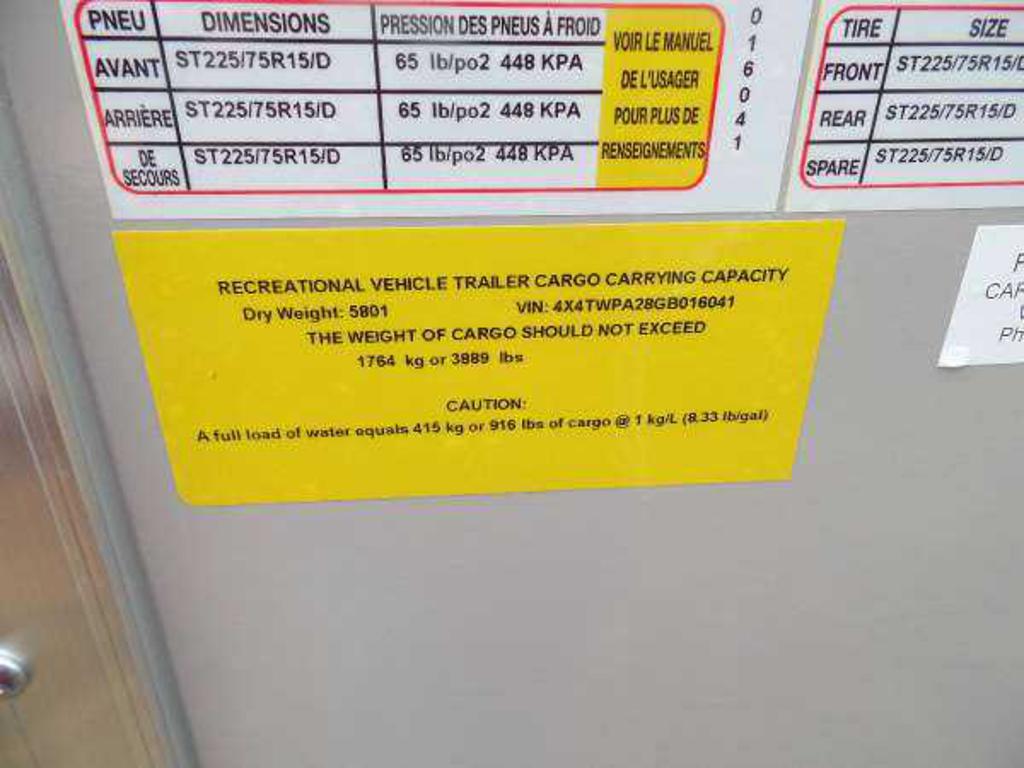 PNEU DIMENSIONS PRESSION DES PNEUS À FROID
AVANT ST225/75R15/D 65 lb/po2 448 KPA
ARRIÈRE ST225/75R15/D 65 lb/po2 448 KPA
DE SECOURS ST225/75R15/D 65 lb/po2 448 KPA
VOIR LE MANUEL
DE L'USAGER
POUR PLUS DE
RENSEIGNEMENTS
0
1
6
0
4
1
TIRE SIZE
FRONT ST225/75R15/D
REAR ST225/75R15/D
SPARE ST225/75R15/D
RECREATIONAL VEHICLE TRAILER CARGO CARRYING CAPACITY
Dry Weight: 5801 VIN: 4X4TWPA28GB016041
THE WEIGHT OF CARGO SHOULD NOT EXCEED
1764 kg or 3889 lbs
CAUTION:
A full load of water equals 415 kg or 916 lbs of cargo @ 1 kg/L (8.33 lb/gal)